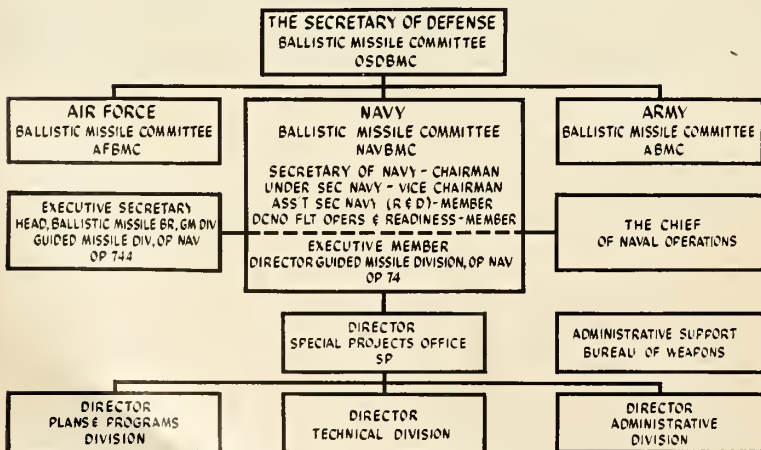 THE SECRETARY OF DEFENSE
BALLISTIC MISSILE COMMITTEE
OSDBMC
AIR FORCE
BALLISTIC MISSILE COMMITTEE
AFBMC
NAVY
BALLISTIC MISSILE COMMITTEE
NAVBMC
SECRETARY OF NAVY - CHAIRMAN
UNDER SEC NAVY - VICE CHAIRMAN
ASS'T SEC NAVY (R & D) - MEMBER
DCNO FLT OPERS & READINESS - MEMBER
EXECUTIVE MEMBER
DIRECTOR GUIDED MISSILE DIVISION, OP NAV
OP 74
ARMY
BALLISTIC MISSILE COMMITTEE
ABMC
EXECUTIVE SECRETARY
HEAD, BALLISTIC MISSILE BR, GM DIV
GUIDED MISSILE DIV, OP NAV
OP 744
THE CHIEF
OF NAVAL OPERATIONS
DIRECTOR
SPECIAL PROJECTS OFFICE
SP
ADMINISTRATIVE SUPPORT
BUREAU OF WEAPONS
DIRECTOR
PLANS & PROGRAMS
DIVISION
DIRECTOR
TECHNICAL DIVISION
DIRECTOR
ADMINISTRATIVE
DIVISION